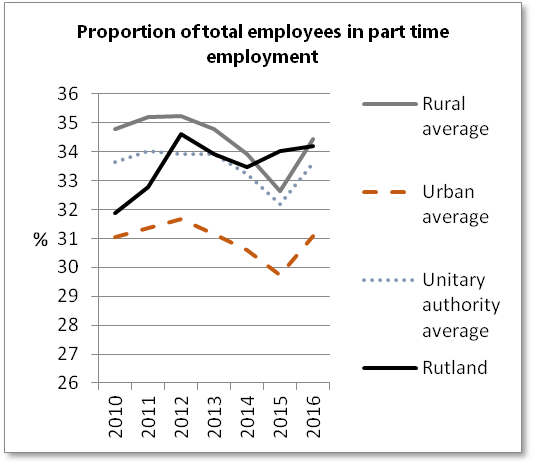 Proportion of total employees in part time
employment
36
35
34
33
32
31
30
29
28
27
26
%
2010
2011
2012
2013
2014
2015
2016
Rural
average
Urban
average
Unitary
authority
average
Rutland